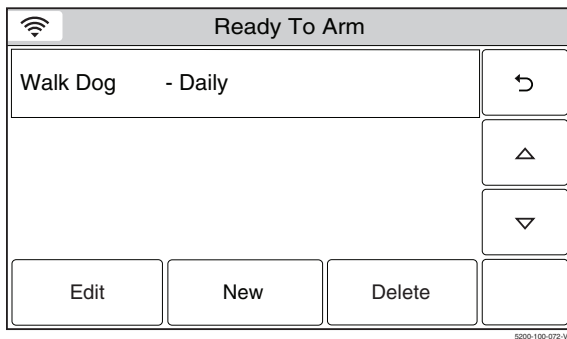 Ready To Arm
Walk Dog - Daily
Edit New Delete
5200-100-072-V